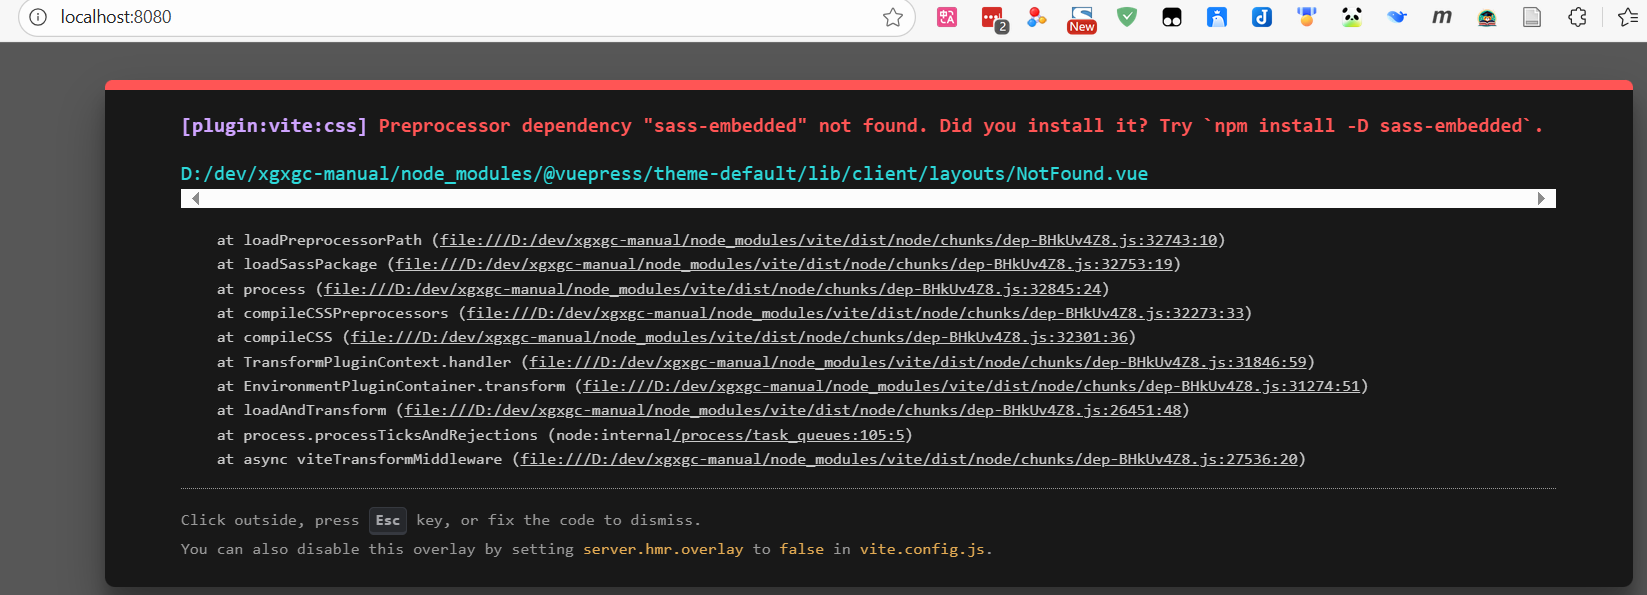 localhost:8080
中 A
2
New
J
m
[plugin:vite:css] Preprocessor dependency "sass-embedded" not found. Did you install it? Try `npm install -D sass-embedded`.
D:/dev/xgxgc-manual/node_modules/@vuepress/theme-default/lib/client/layouts/NotFound.vue
at loadPreprocessorPath (file:///D:/dev/xgxgc-manual/node_modules/vite/dist/node/chunks/dep-BHkUv4Z8.js:32743:10)
at loadSassPackage (file:///D:/dev/xgxgc-manual/node_modules/vite/dist/node/chunks/dep-BHkUv4Z8.js:32753:19)
at process (file:///D:/dev/xgxgc-manual/node_modules/vite/dist/node/chunks/dep-BHkUv4Z8.js:32845:24)
at compileCSSPreprocessors (file:///D:/dev/xgxgc-manual/node_modules/vite/dist/node/chunks/dep-BHkUv4Z8.js:32273:33)
at compileCSS (file:///D:/dev/xgxgc-manual/node_modules/vite/dist/node/chunks/dep-BHkUv4Z8.js:32301:36)
at TransformPluginContext.handler (file:///D:/dev/xgxgc-manual/node_modules/vite/dist/node/chunks/dep-BHkUv4Z8.js:31846:59)
at EnvironmentPluginContainer.transform (file:///D:/dev/xgxgc-manual/node_modules/vite/dist/node/chunks/dep-BHkUv4Z8.js:31274:51)
at loadAndTransform (file:///D:/dev/xgxgc-manual/node_modules/vite/dist/node/chunks/dep-BHkUv4Z8.js:26451:48)
at process.processTicksAndRejections (node:internal/process/task_queues:105:5)
at async viteTransformMiddleware (file:///D:/dev/xgxgc-manual/node_modules/vite/dist/node/chunks/dep-BHkUv4Z8.js:27536:20)
Click outside, press Esc key, or fix the code to dismiss.
You can also disable this overlay by setting server.hmr.overlay to false in vite.config.js.